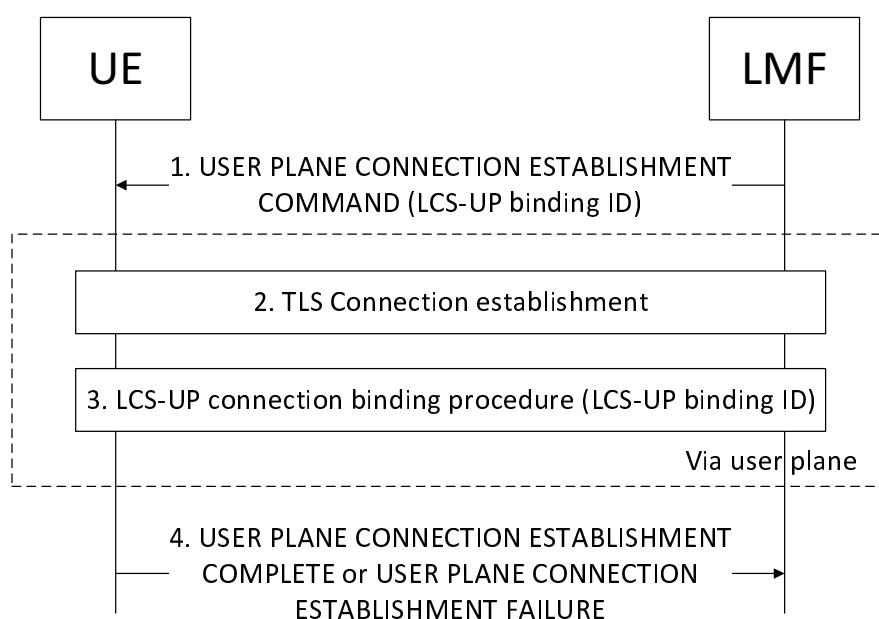 UE
LMF
1. USER PLANE CONNECTION ESTABLISHMENT
COMMAND (LCS-UP binding ID)
2. TLS Connection establishment
3. LCS-UP connection binding procedure (LCS-UP binding ID)
Via user plane
4. USER PLANE CONNECTION ESTABLISHMENT
COMPLETE or USER PLANE CONNECTION
ESTABLISHMENT FAILURE